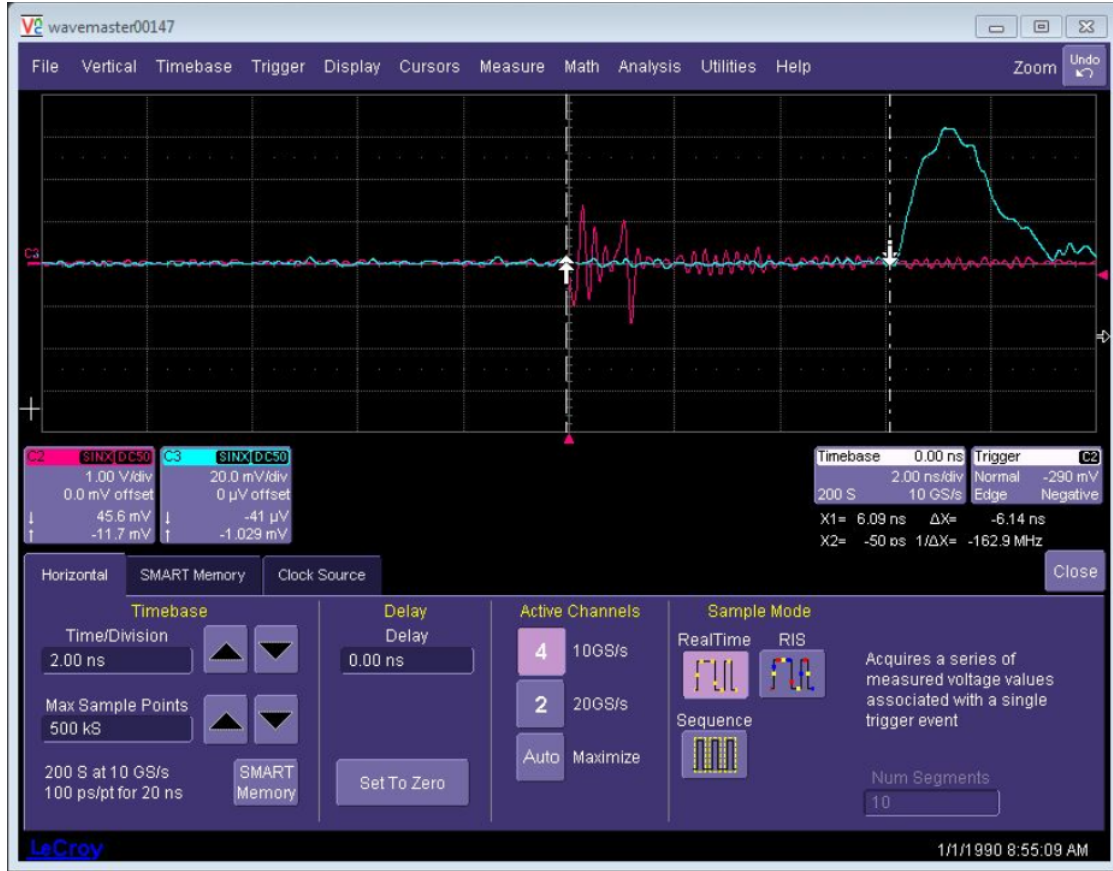 wavemaster00147
File Vertical Timebase Trigger Display Cursors Measure Math Analysis Utilities Help Zoom Undo
C3
C2 SINX DC50
1.00 V/div
0.0 mV offset
↓ 45.6 mV
↑ -11.7 mV
C3 SINX DC50
20.0 mV/div
0 µV offset
↓ -41 µV
↑ -1.029 mV
Timebase 0.00 ns
2.00 ns/div
200 S 10 GS/s
Trigger C2
Normal -290 mV
Edge Negative
X1= 6.09 ns ΔX= -6.14 ns
X2= -50 ps 1/ΔX= -162.9 MHz
Close
Horizontal SMART Memory Clock Source
Timebase
Time/Division
2.00 ns
Max Sample Points
500 kS
200 S at 10 GS/s
100 ps/pt for 20 ns
SMART
Memory
Delay
Delay
0.00 ns
Set To Zero
Active Channels
4 10GS/s
2 20GS/s
Auto Maximize
Sample Mode
RealTime RIS
Sequence
Acquires a series of
measured voltage values
associated with a single
trigger event
Num Segments
10
LeCroy
1/1/1990 8:55:09 AM